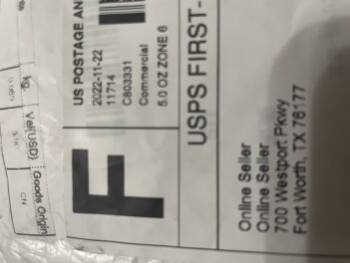 US POSTAGE AN
2022-11-22
11714
C803331
Commercial
5.0 OZ ZONE 6
F
USPS FIRST-
Online Seller
Online Seller
700 Westport Pkwy
Fort Worth, TX 76177
kg
Val(USD)
Goods Origin
CN